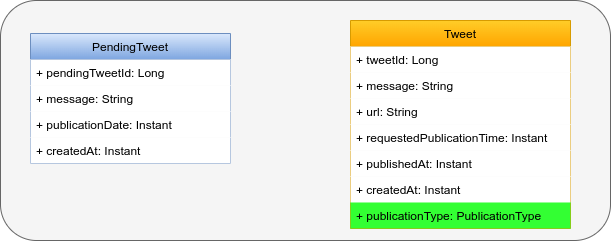 PendingTweet
+ pendingTweetId: Long
+ message: String
+ publicationDate: Instant
+ createdAt: Instant
Tweet
+ tweetId: Long
+ message: String
+ url: String
+ requestedPublicationTime: Instant
+ publishedAt: Instant
+ createdAt: Instant
+ publicationType: PublicationType